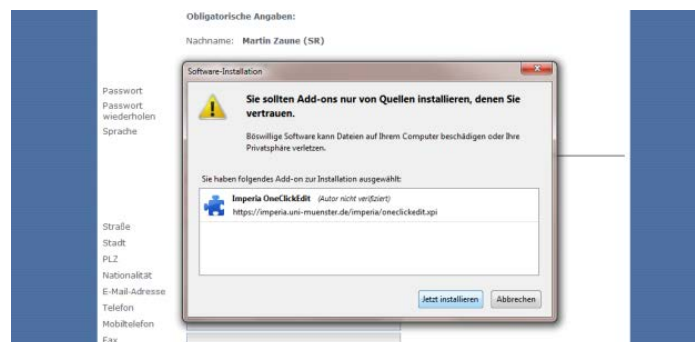 Obligatorische Angaben:
Nachname: Martin Zaune (SR)
Software-Installation
Passwort
Passwort
wiederholen
Sprache
Sie sollten Add-ons nur von Quellen installieren, denen Sie
vertrauen.
Böswillige Software kann Dateien auf Ihrem Computer beschädigen oder Ihre
Privatsphäre verletzen.
Sie haben folgendes Add-on zur Installation ausgewählt:
Imperia OneClickEdit (Autor nicht verifiziert)
https://imperia.uni-muenster.de/imperia/oneclickedit.xpi
Straße
Stadt
PLZ
Nationalität
E-Mail-Adresse
Telefon
Mobiltelefon
Fax
Jetzt installieren Abbrechen